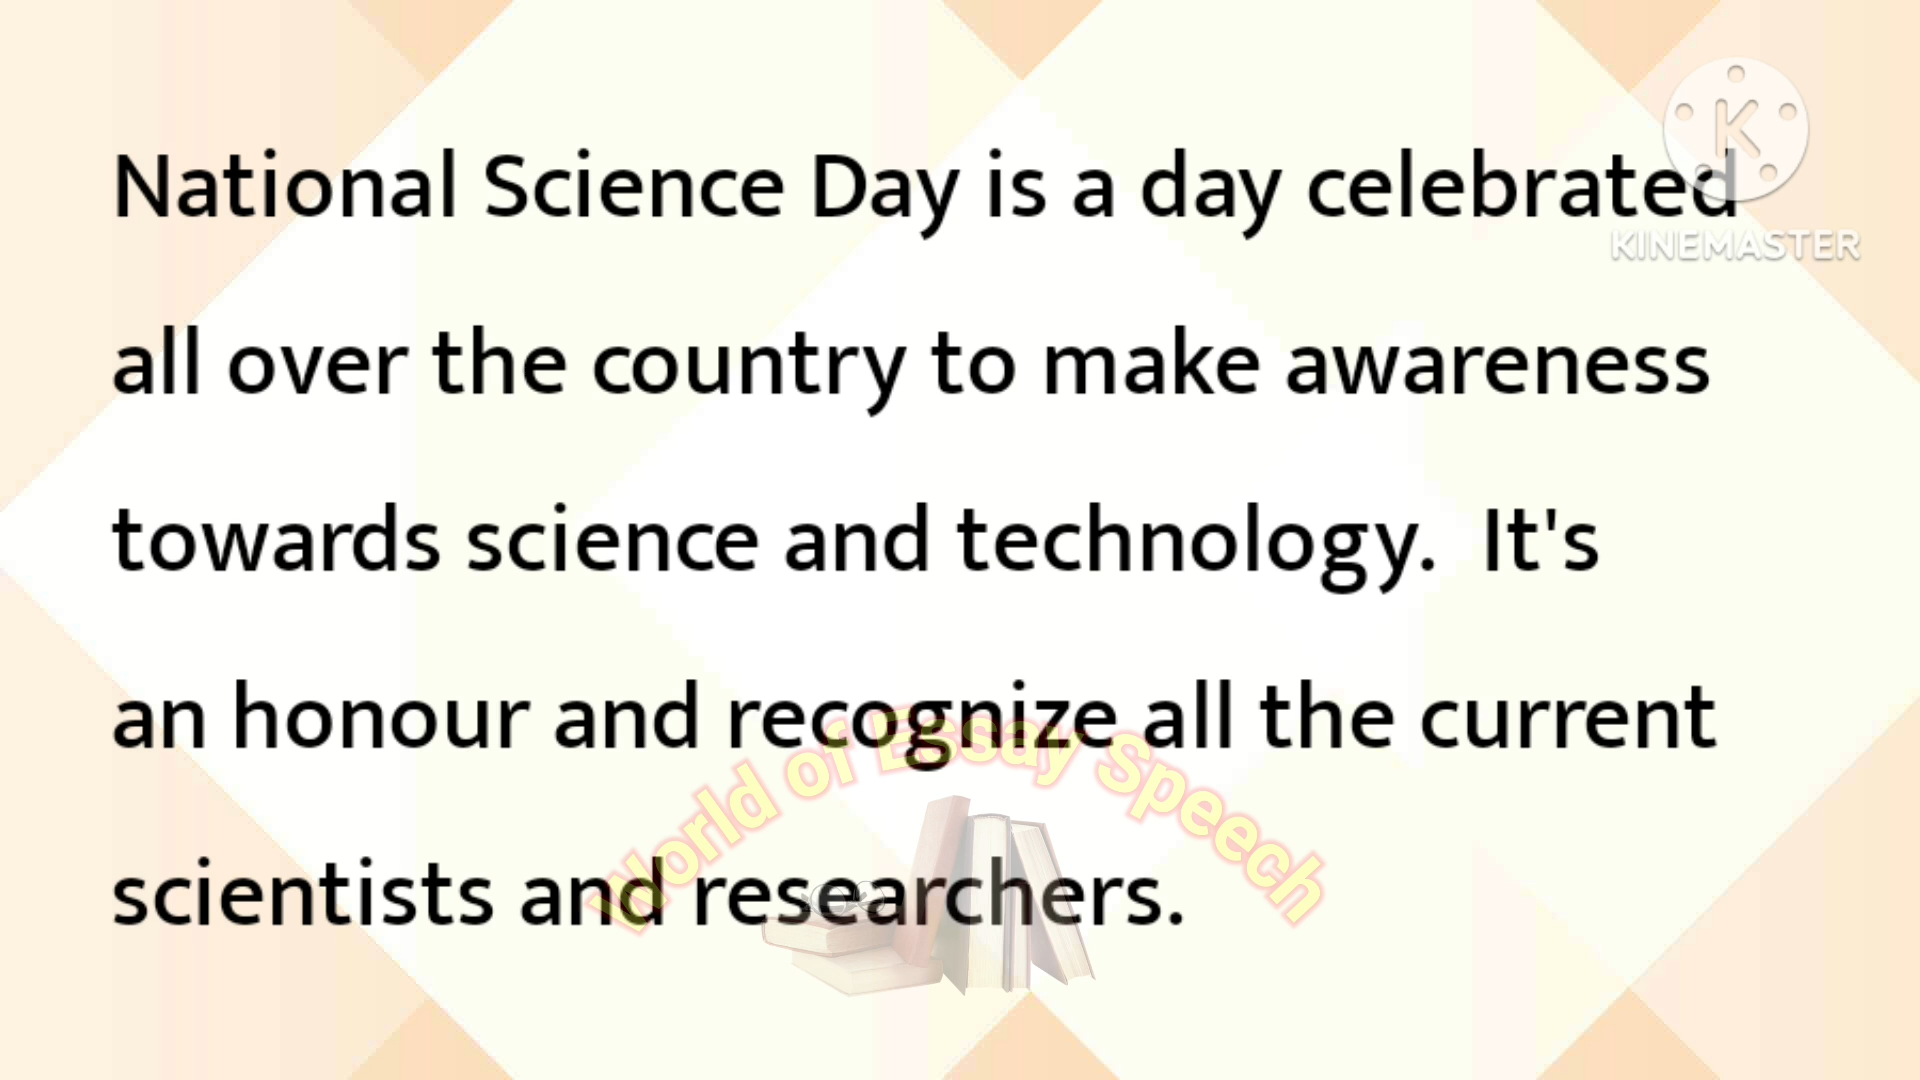 National Science Day is a day celebrated
KINEMASTER
all over the country to make awareness
towards science and technology. It's
an honour and recognize all the current
World of Essay Speech
scientists and researchers.